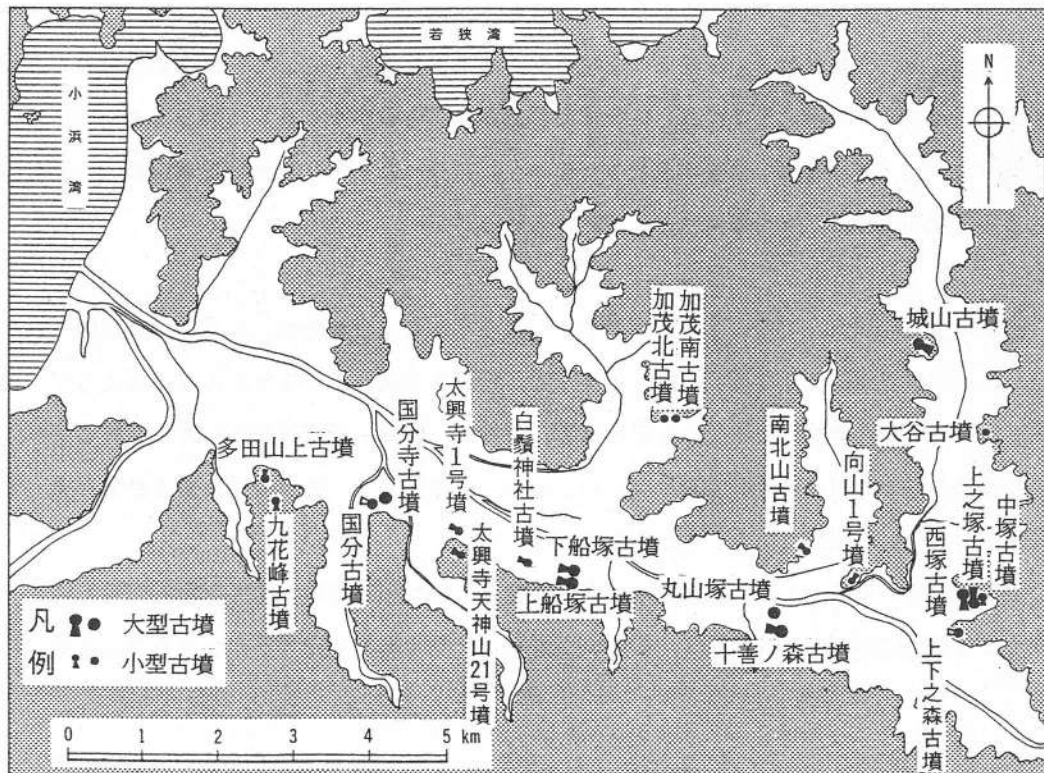 若狭湾
小浜湾
N
城山古墳
加茂南古墳
加茂北古墳
大谷古墳
太興寺1号墳
国分寺古墳
白鬚神社古墳
南北山古墳
向山1号墳
多田山上古墳
中塚古墳
上之塚古墳
西塚古墳
九花峰古墳
国分古墳
下船塚古墳
丸山塚古墳
上船塚古墳
太興寺天神山21号墳
十善ノ森古墳
上下之森古墳
凡例
大型古墳
小型古墳
0 1 2 3 4 5 km